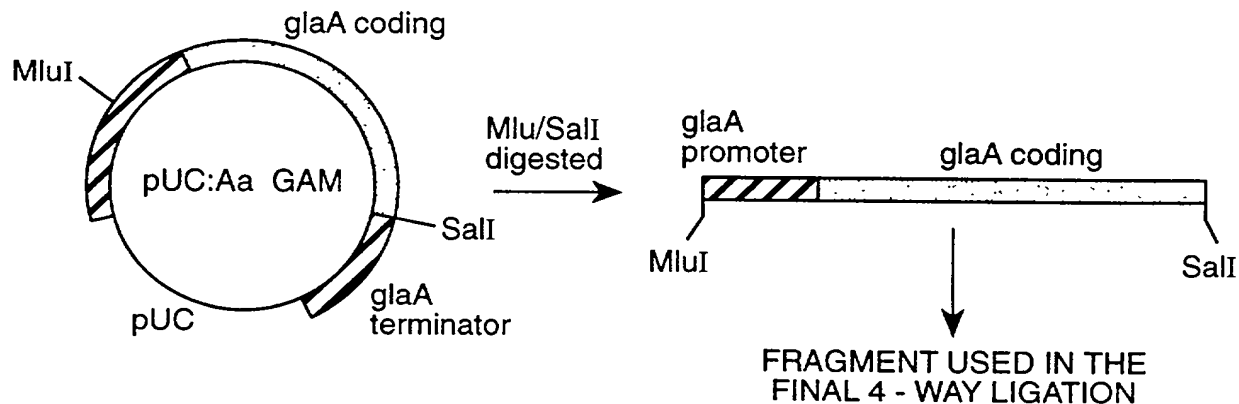 glaA coding
MluI
pUC:Aa GAM
SalI
glaA
terminator
pUC
Mlu/SalI
digested
glaA
promoter
glaA coding
MluI
SalI
FRAGMENT USED IN THE
FINAL 4 - WAY LIGATION